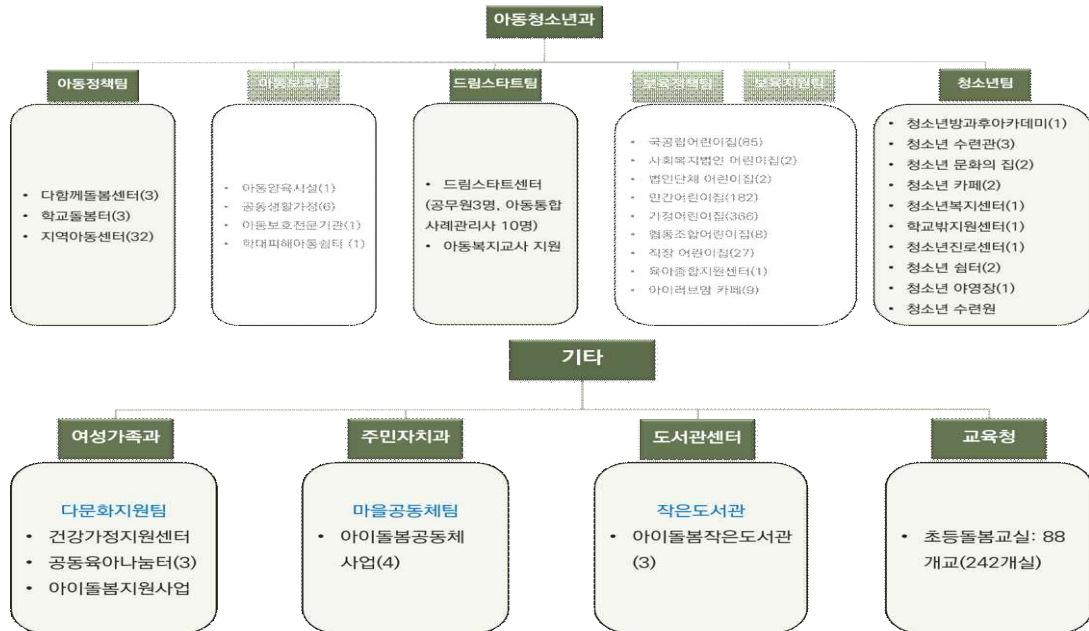 아동청소년과
아동정책팀
• 다함께돌봄센터(3)
• 학교돌봄터(3)
• 지역아동센터(32)
아동보호팀
• 아동양육시설(1)
• 공동생활가정(6)
• 아동보호전문기관(1)
• 학대피해아동쉼터 (1)
드림스타트팀
• 드림스타트센터
(공무원3명, 아동통합
사례관리사 10명)
• 아동복지교사 지원
보육정책팀
보육지원팀
• 국공립어린이집(85)
• 사회복지법인 어린이집(2)
• 법인단체 어린이집(2)
• 민간어린이집(182)
• 가정어린이집(366)
• 협동조합어린이집(8)
• 직장 어린이집(27)
• 육아종합지원센터(1)
• 아이러브맘 카페(9)
청소년팀
• 청소년방과후아카데미(1)
• 청소년 수련관(3)
• 청소년 문화의 집(2)
• 청소년 카페(2)
• 청소년복지센터(1)
• 학교밖지원센터(1)
• 청소년진로센터(1)
• 청소년 쉼터(2)
• 청소년 야영장(1)
• 청소년 수련원
기타
여성가족과
다문화지원팀
• 건강가정지원센터
• 공동육아나눔터(3)
• 아이돌봄지원사업
주민자치과
마을공동체팀
• 아이돌봄공동체
사업(4)
도서관센터
작은도서관
• 아이돌봄작은도서관
(3)
교육청
• 초등돌봄교실: 88
개교(242개실)